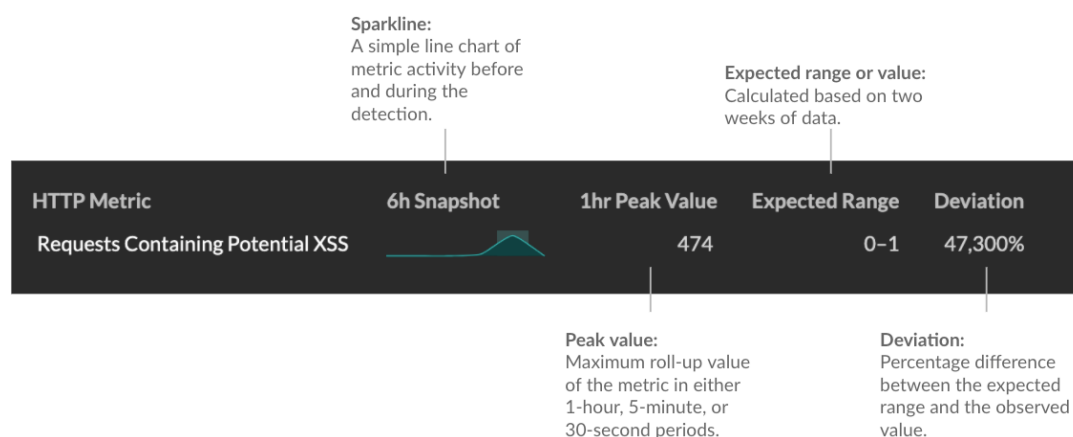 Sparkline:
A simple line chart of
metric activity before
and during the
detection.
Expected range or value:
Calculated based on two
weeks of data.
HTTP Metric 6h Snapshot 1hr Peak Value Expected Range Deviation
Requests Containing Potential XSS 474 0–1 47,300%
Peak value:
Maximum roll-up value
of the metric in either
1-hour, 5-minute, or
30-second periods.
Deviation:
Percentage difference
between the expected
range and the observed
value.